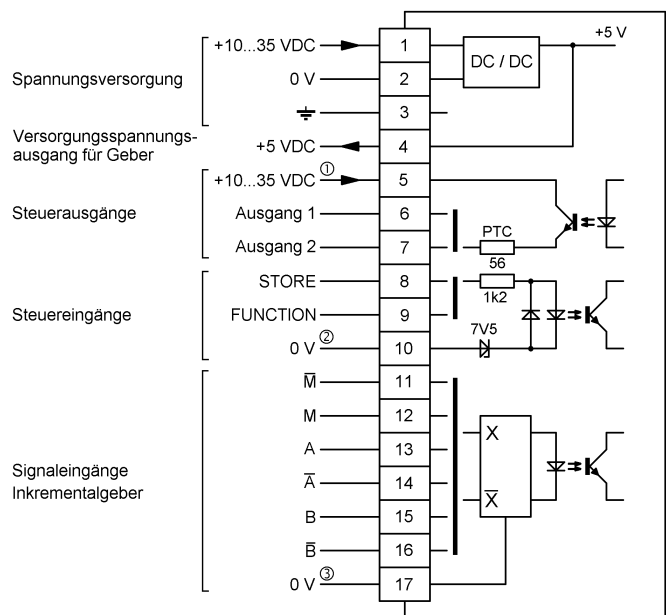 +10...35 VDC 1 DC / DC +5 V
Spannungsversorgung
0 V 2
3
Versorgungsspannungs-
ausgang für Geber
+5 VDC 4
+10...35 VDC ① 5
Steuerausgänge
Ausgang 1 6
Ausgang 2 7
PTC
56
STORE 8
1k2
Steuereingänge
FUNCTION 9
0 V ② 10
7V5
M̅ 11
M 12
A 13
X
Signaleingänge
Inkrementalgeber
A̅ 14
X̅
B 15
B̅ 16
0 V ③ 17